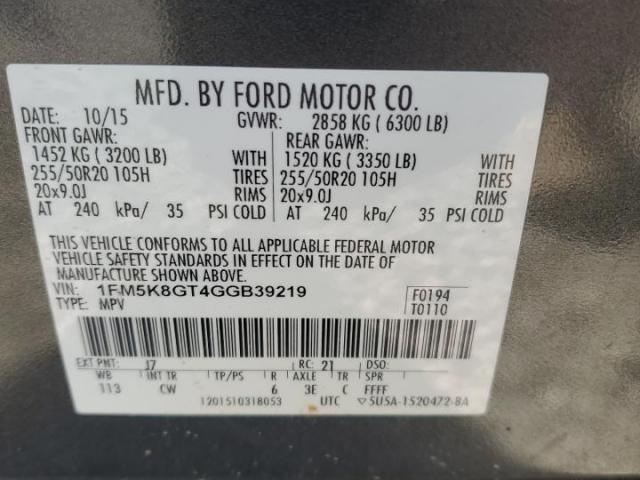 MFD. BY FORD MOTOR CO.
DATE: 10/15 GVWR: 2858 KG ( 6300 LB)
FRONT GAWR: REAR GAWR:
1452 KG ( 3200 LB) WITH 1520 KG ( 3350 LB) WITH
255/50R20 105H TIRES 255/50R20 105H TIRES
20x9.0J RIMS 20x9.0J RIMS
AT 240 kPa/ 35 PSI COLD AT 240 kPa/ 35 PSI COLD
THIS VEHICLE CONFORMS TO ALL APPLICABLE FEDERAL MOTOR
VEHICLE SAFETY STANDARDS IN EFFECT ON THE DATE OF
MANUFACTURE SHOWN ABOVE.
VIN: 1FM5K8GT4GGB39219 F0194
TYPE: MPV T0110
EXT PNT: J7 RC: 21 DSO:
WB INT TR TP/PS R AXLE TR SPR
113 CW 6 3E C FFFF
1201510318053 UTC ▽5U5A-1520472-BA